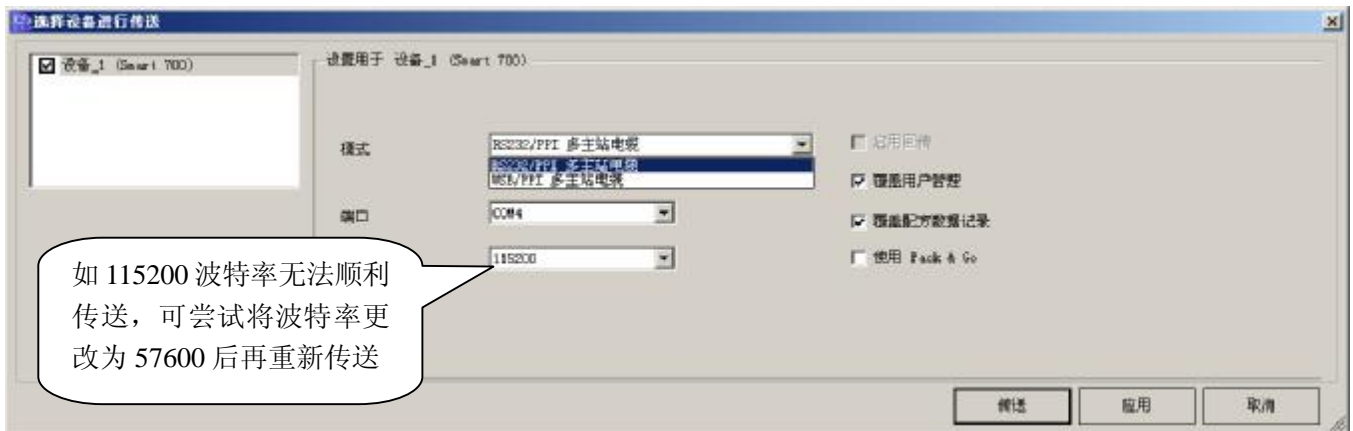 选择设备进行传送
设备_1 (Smart 700)
设置用于 设备_1 (Smart 700)
模式
RS232/PPI 多主站电缆
RS232/PPI 多主站电缆
USB/PPI 多主站电缆
启用回传
覆盖用户管理
端口
COM4
覆盖配方数据记录
115200
使用 Pack & Go
如 115200 波特率无法顺利
传送，可尝试将波特率更
改为 57600 后再重新传送
传送
应用
取消